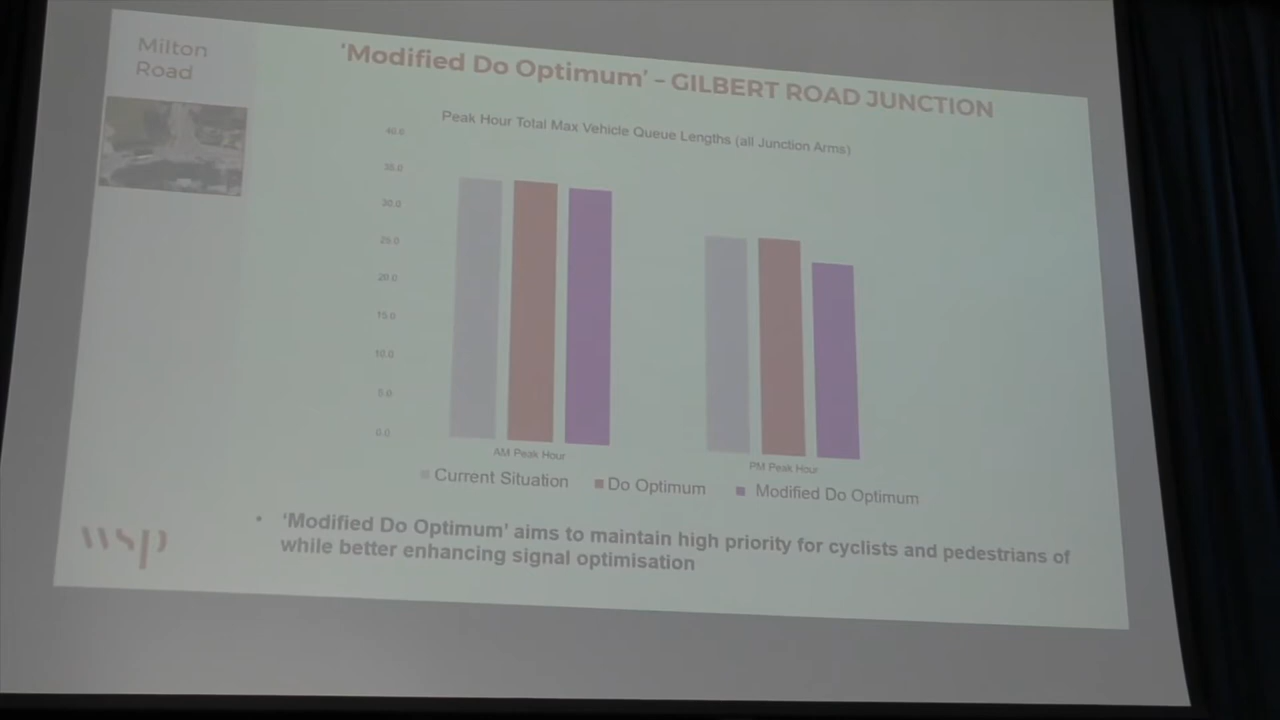 Milton
Road
'Modified Do Optimum' – GILBERT ROAD JUNCTION
Peak Hour Total Max Vehicle Queue Lengths (all Junction Arms)
40.0
35.0
30.0
25.0
20.0
15.0
10.0
5.0
0.0
AM Peak Hour
PM Peak Hour
Current Situation
Do Optimum
Modified Do Optimum
• 'Modified Do Optimum' aims to maintain high priority for cyclists and pedestrians of
while better enhancing signal optimisation
wsp